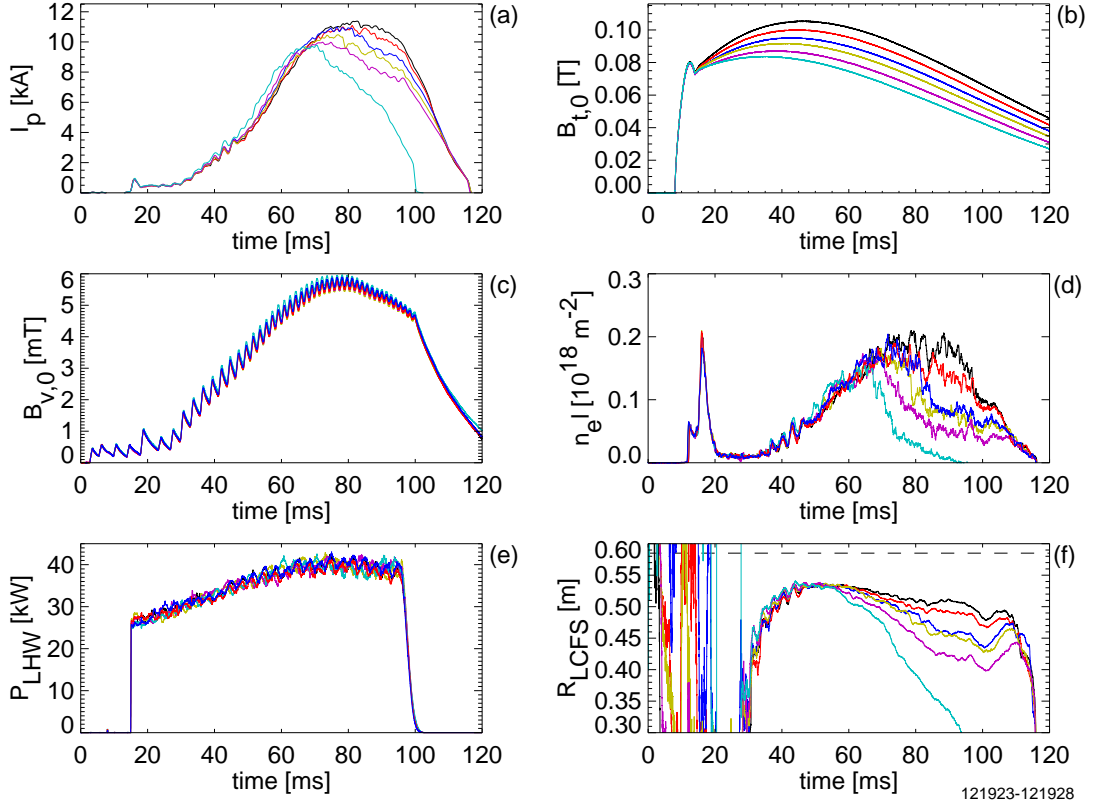 (a)
12
10
8
6
4
2
0
I_p [kA]
0 20 40 60 80 100 120
time [ms]
(b)
0.10
0.08
0.06
0.04
0.02
0.00
B_t,0 [T]
0 20 40 60 80 100 120
time [ms]
(c)
6
5
4
3
2
1
0
B_v,0 [mT]
0 20 40 60 80 100 120
time [ms]
(d)
0.3
0.2
0.1
0.0
n_e l [10^18 m^-2]
0 20 40 60 80 100 120
time [ms]
(e)
40
30
20
10
0
P_LHW [kW]
0 20 40 60 80 100 120
time [ms]
(f)
0.60
0.55
0.50
0.45
0.40
0.35
0.30
R_LCFS [m]
0 20 40 60 80 100 120
time [ms]
121923-121928